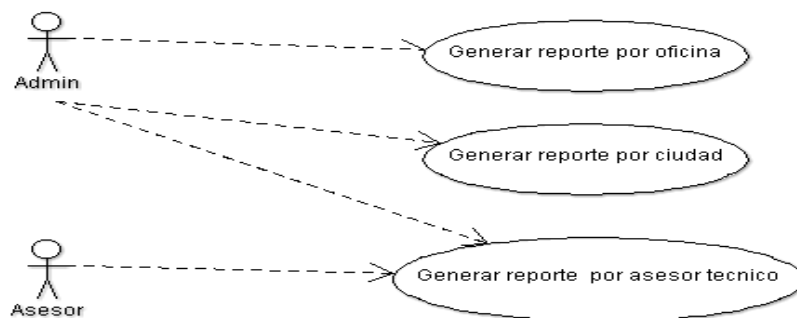 Generar reporte por oficina
Admin
Generar reporte por ciudad
Generar reporte por asesor tecnico
Asesor